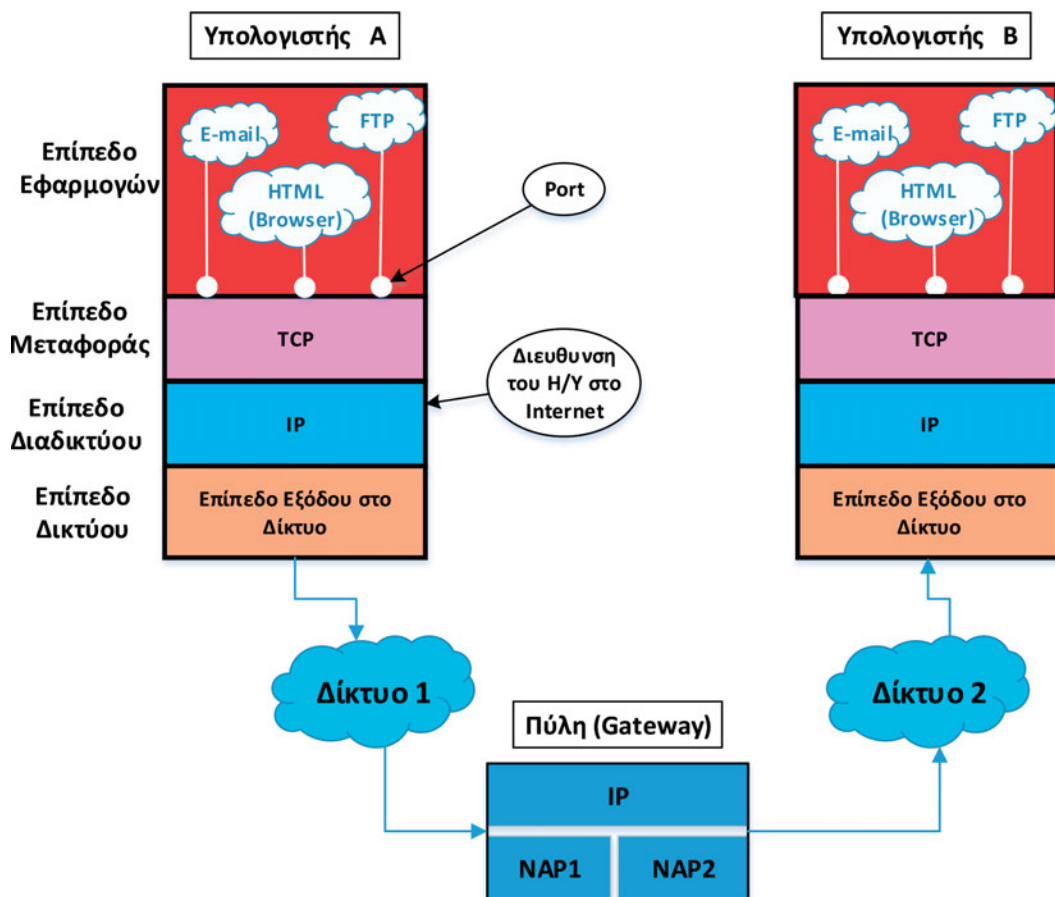 Υπολογιστής Α
Υπολογιστής Β
Επίπεδο
Εφαρμογών
E-mail
FTP
HTML
(Browser)
Port
E-mail
FTP
HTML
(Browser)
Επίπεδο
Μεταφοράς
TCP
TCP
Διευθυνση
του Η/Υ στο
Internet
Επίπεδο
Διαδικτύου
IP
IP
Επίπεδο
Δικτύου
Επίπεδο Εξόδου στο
Δίκτυο
Επίπεδο Εξόδου στο
Δίκτυο
Δίκτυο 1
Δίκτυο 2
Πύλη (Gateway)
IP
NAP1
NAP2